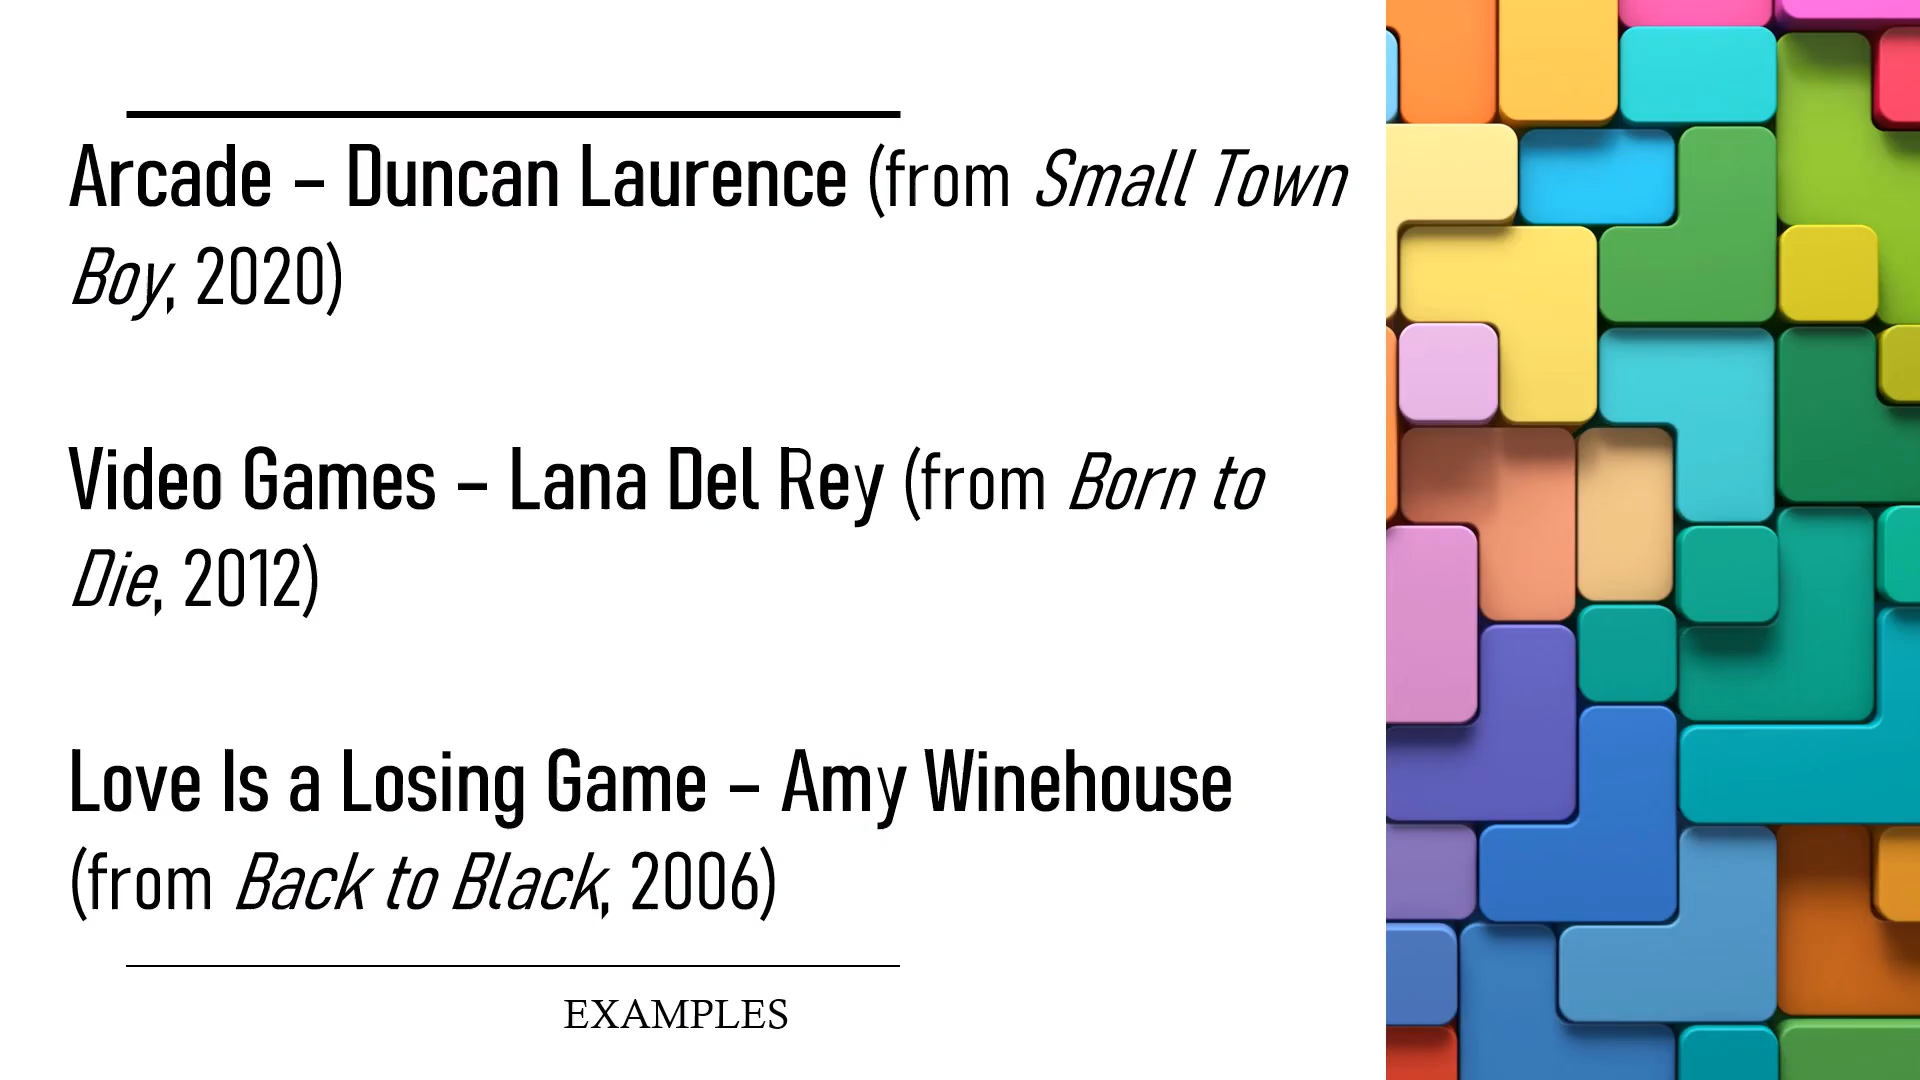 Arcade – Duncan Laurence (from Small Town
Boy, 2020)
Video Games – Lana Del Rey (from Born to
Die, 2012)
Love Is a Losing Game – Amy Winehouse
(from Back to Black, 2006)
EXAMPLES